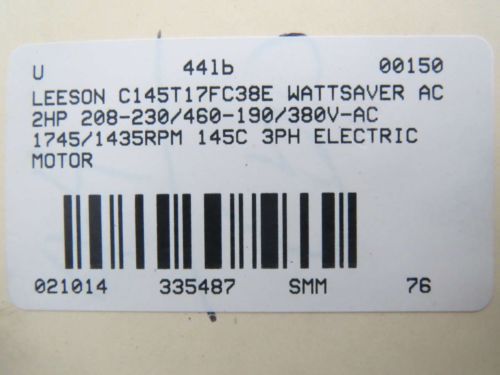 U 44lb 00150
LEESON C145T17FC38E WATTSAVER AC
2HP 208-230/460-190/380V-AC
1745/1435RPM 145C 3PH ELECTRIC
MOTOR
021014 335487 SMM 76